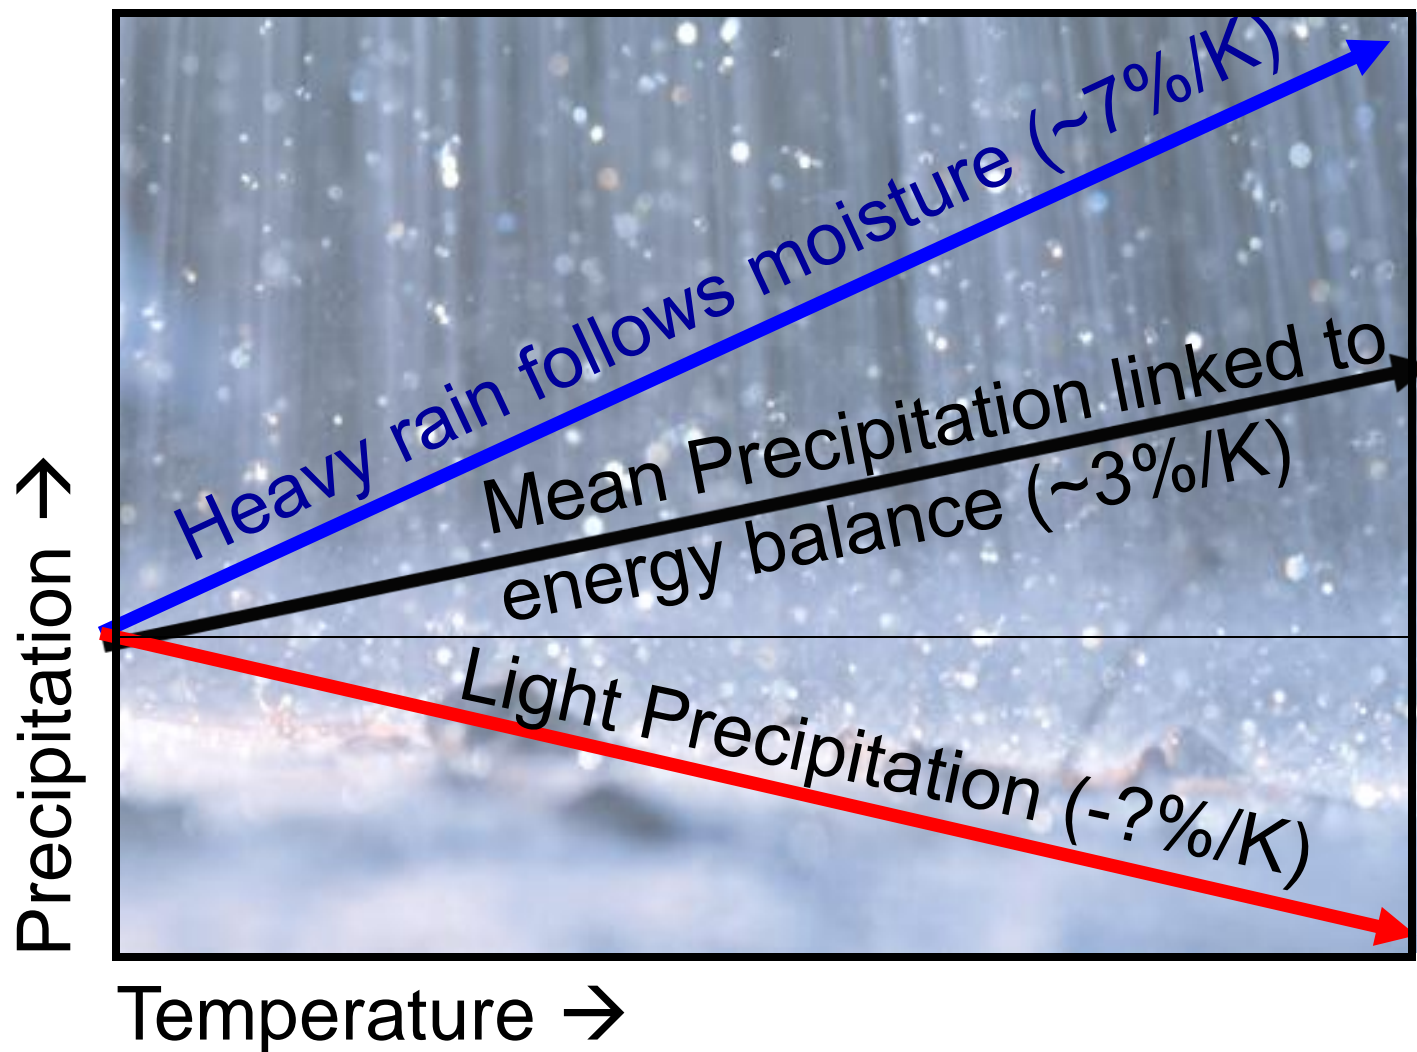 Heavy rain follows moisture (~7%/K)
Mean Precipitation linked to
energy balance (~3%/K)
Light Precipitation (-?%/K)
Precipitation →
Temperature →